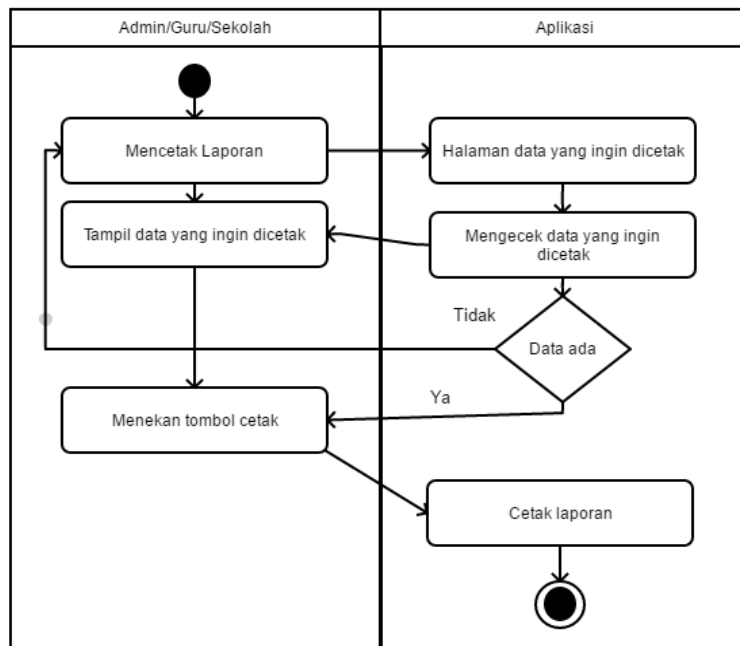 Admin/Guru/Sekolah
Aplikasi
Mencetak Laporan
Halaman data yang ingin dicetak
Tampil data yang ingin dicetak
Mengecek data yang ingin
dicetak
Tidak
Data ada
Ya
Menekan tombol cetak
Cetak laporan